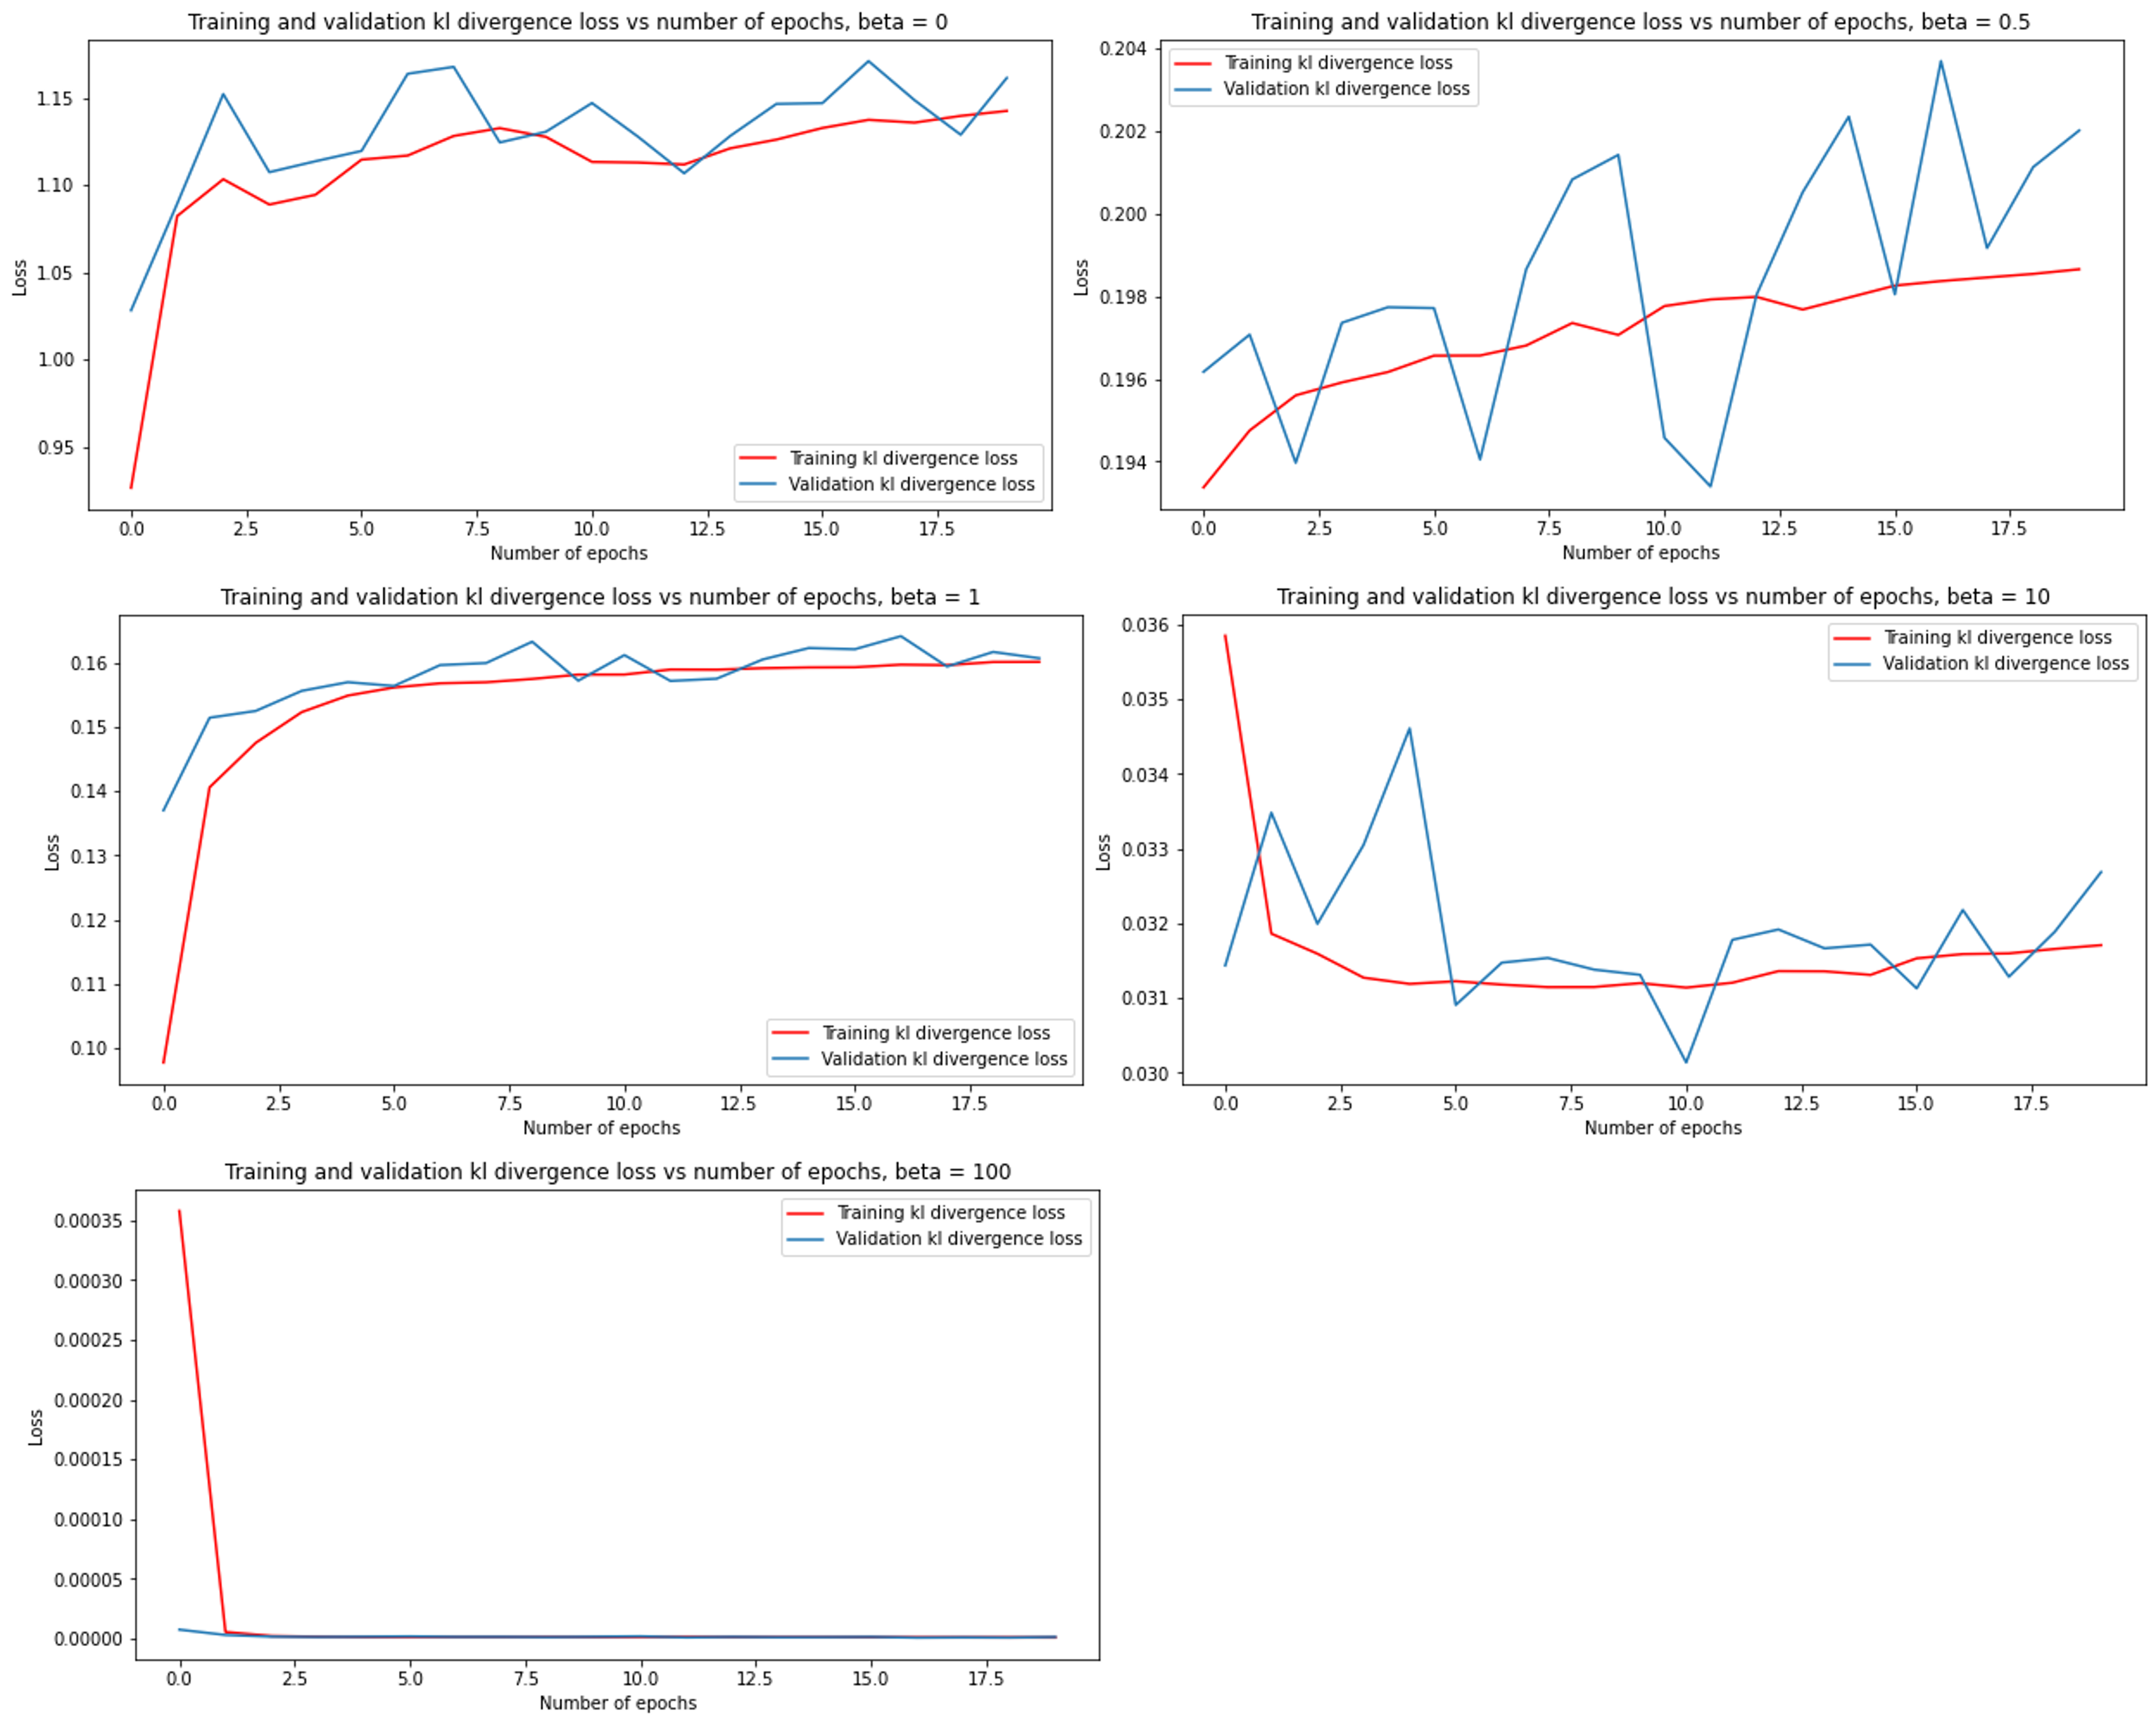 Training and validation kl divergence loss vs number of epochs, beta = 0
1.15
1.10
1.05
1.00
0.95
Loss
Training kl divergence loss
Validation kl divergence loss
0.0 2.5 5.0 7.5 10.0 12.5 15.0 17.5
Number of epochs
Training and validation kl divergence loss vs number of epochs, beta = 0.5
0.204
0.202
0.200
0.198
0.196
0.194
Loss
Training kl divergence loss
Validation kl divergence loss
0.0 2.5 5.0 7.5 10.0 12.5 15.0 17.5
Number of epochs
Training and validation kl divergence loss vs number of epochs, beta = 1
0.16
0.15
0.14
0.13
0.12
0.11
0.10
Loss
Training kl divergence loss
Validation kl divergence loss
0.0 2.5 5.0 7.5 10.0 12.5 15.0 17.5
Number of epochs
Training and validation kl divergence loss vs number of epochs, beta = 10
0.036
0.035
0.034
0.033
0.032
0.031
0.030
Loss
Training kl divergence loss
Validation kl divergence loss
0.0 2.5 5.0 7.5 10.0 12.5 15.0 17.5
Number of epochs
Training and validation kl divergence loss vs number of epochs, beta = 100
0.00035
0.00030
0.00025
0.00020
0.00015
0.00010
0.00005
0.00000
Loss
Training kl divergence loss
Validation kl divergence loss
0.0 2.5 5.0 7.5 10.0 12.5 15.0 17.5
Number of epochs